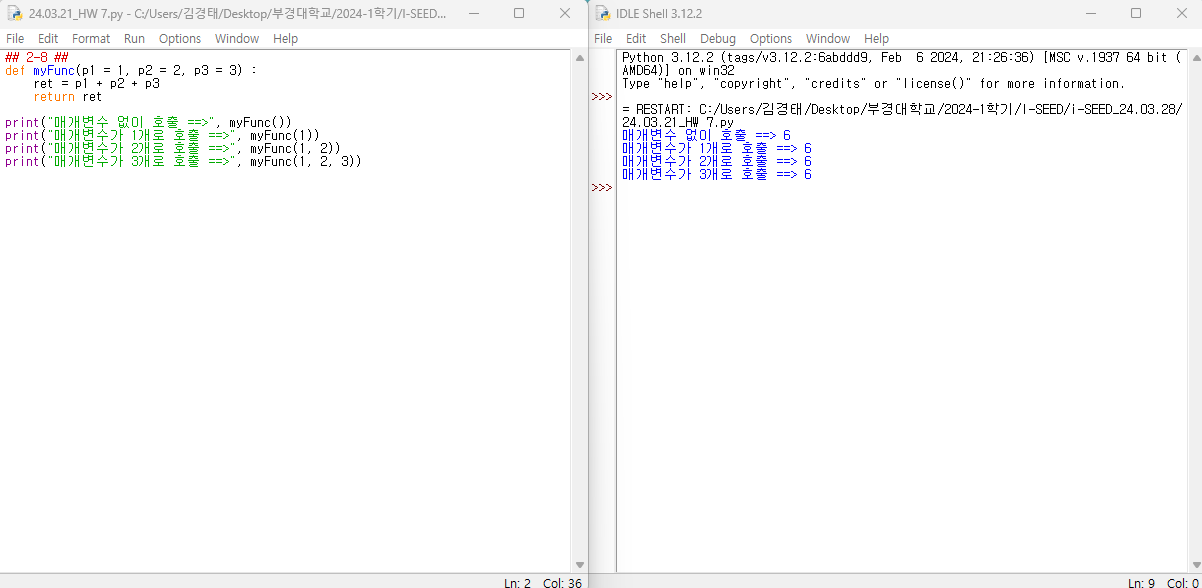 24.03.21_HW 7.py - C:/Users/김경태/Desktop/부경대학교/2024-1학기/I-SEED...
File Edit Format Run Options Window Help
## 2-8 ##
def myFunc(p1 = 1, p2 = 2, p3 = 3) :
    ret = p1 + p2 + p3
    return ret

print("매개변수 없이 호출 ==>", myFunc())
print("매개변수가 1개로 호출 ==>", myFunc(1))
print("매개변수가 2개로 호출 ==>", myFunc(1, 2))
print("매개변수가 3개로 호출 ==>", myFunc(1, 2, 3))
Ln: 2 Col: 36
IDLE Shell 3.12.2
File Edit Shell Debug Options Window Help
Python 3.12.2 (tags/v3.12.2:6abddd9, Feb  6 2024, 21:26:36) [MSC v.1937 64 bit (
AMD64)] on win32
Type "help", "copyright", "credits" or "license()" for more information.
>>>
= RESTART: C:/Users/김경태/Desktop/부경대학교/2024-1학기/I-SEED/i-SEED_24.03.28/
24.03.21_HW 7.py
매개변수 없이 호출 ==> 6
매개변수가 1개로 호출 ==> 6
매개변수가 2개로 호출 ==> 6
매개변수가 3개로 호출 ==> 6
>>>
Ln: 9 Col: 0